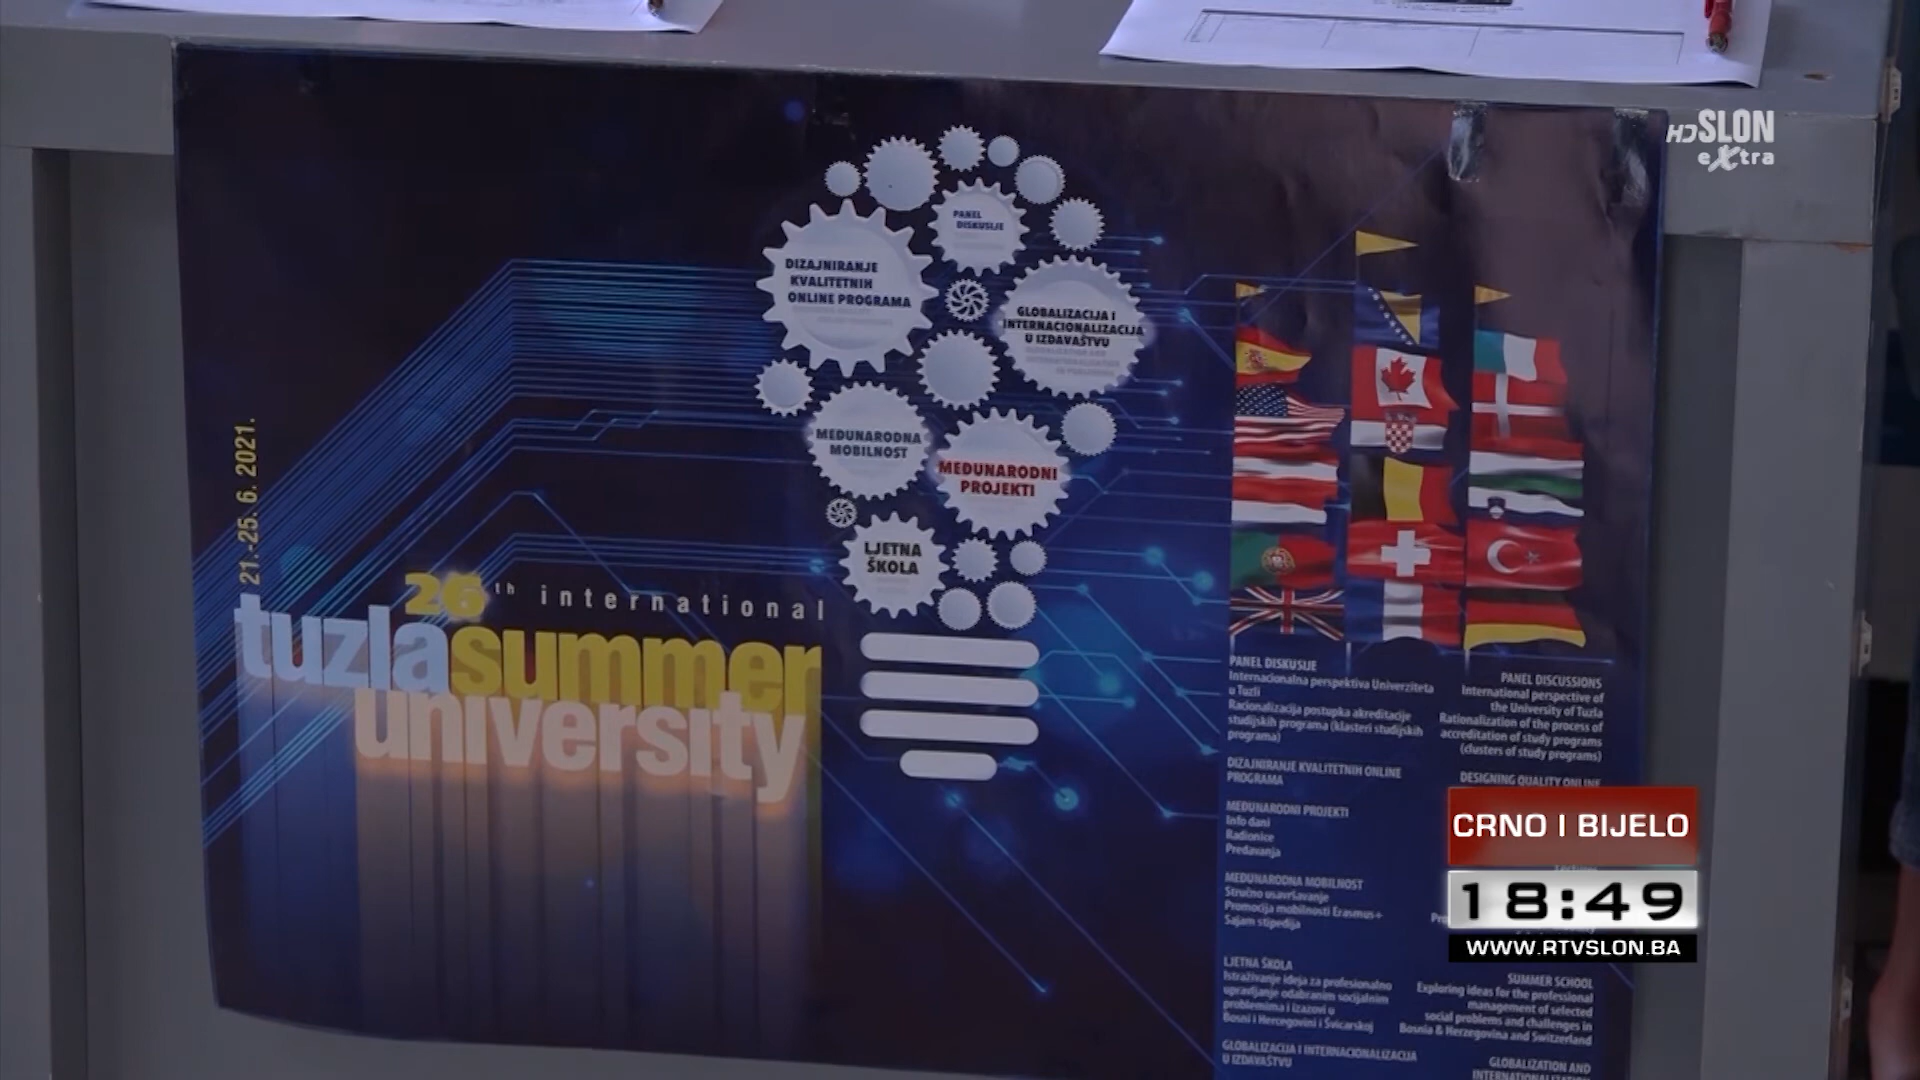 HD SLON
eXtra
PANEL
DISKUSIJE
DIZAJNIRANJE
KVALITETNIH
ONLINE PROGRAMA
GLOBALIZACIJA I
INTERNACIONALIZACIJA
U IZDAVAŠTVU
MEĐUNARODNA
MOBILNOST
MEĐUNARODNI
PROJEKTI
LJETNA
ŠKOLA
21.-25. 6. 2021.
26th international
tuzlasummer
university
PANEL DISKUSIJE
Internacionalna perspektiva Univerziteta
u Tuzli
Racionalizacija postupka akreditacije
studijskih programa (klasteri studijskih
programa)
DIZAJNIRANJE KVALITETNIH ONLINE
PROGRAMA
MEĐUNARODNI PROJEKTI
Info dani
Radionice
Predavanja
MEĐUNARODNA MOBILNOST
Stručno usavršavanje
Promocija mobilnosti Erasmus+
Sajam stipedija
LJETNA ŠKOLA
Istraživanje ideja za profesionalno
upravljanje odabranim socijalnim
problemima i izazovi u
Bosni i Hercegovini i Švicarskoj
GLOBALIZACIJA I INTERNACIONALIZACIJA
U IZDAVAŠTVU
PANEL DISCUSSIONS
International perspective of
the University of Tuzla
Rationalization of the process of
accreditation of study programs
(clusters of study programs)
DESIGNING QUALITY ONLINE
SUMMER SCHOOL
Exploring ideas for the professional
management of selected
social problems and challenges in
Bosnia & Herzegovina and Switzerland
GLOBALIZATION AND
INTERNATIONALIZATION
CRNO I BIJELO
18:49
WWW.RTVSLON.BA